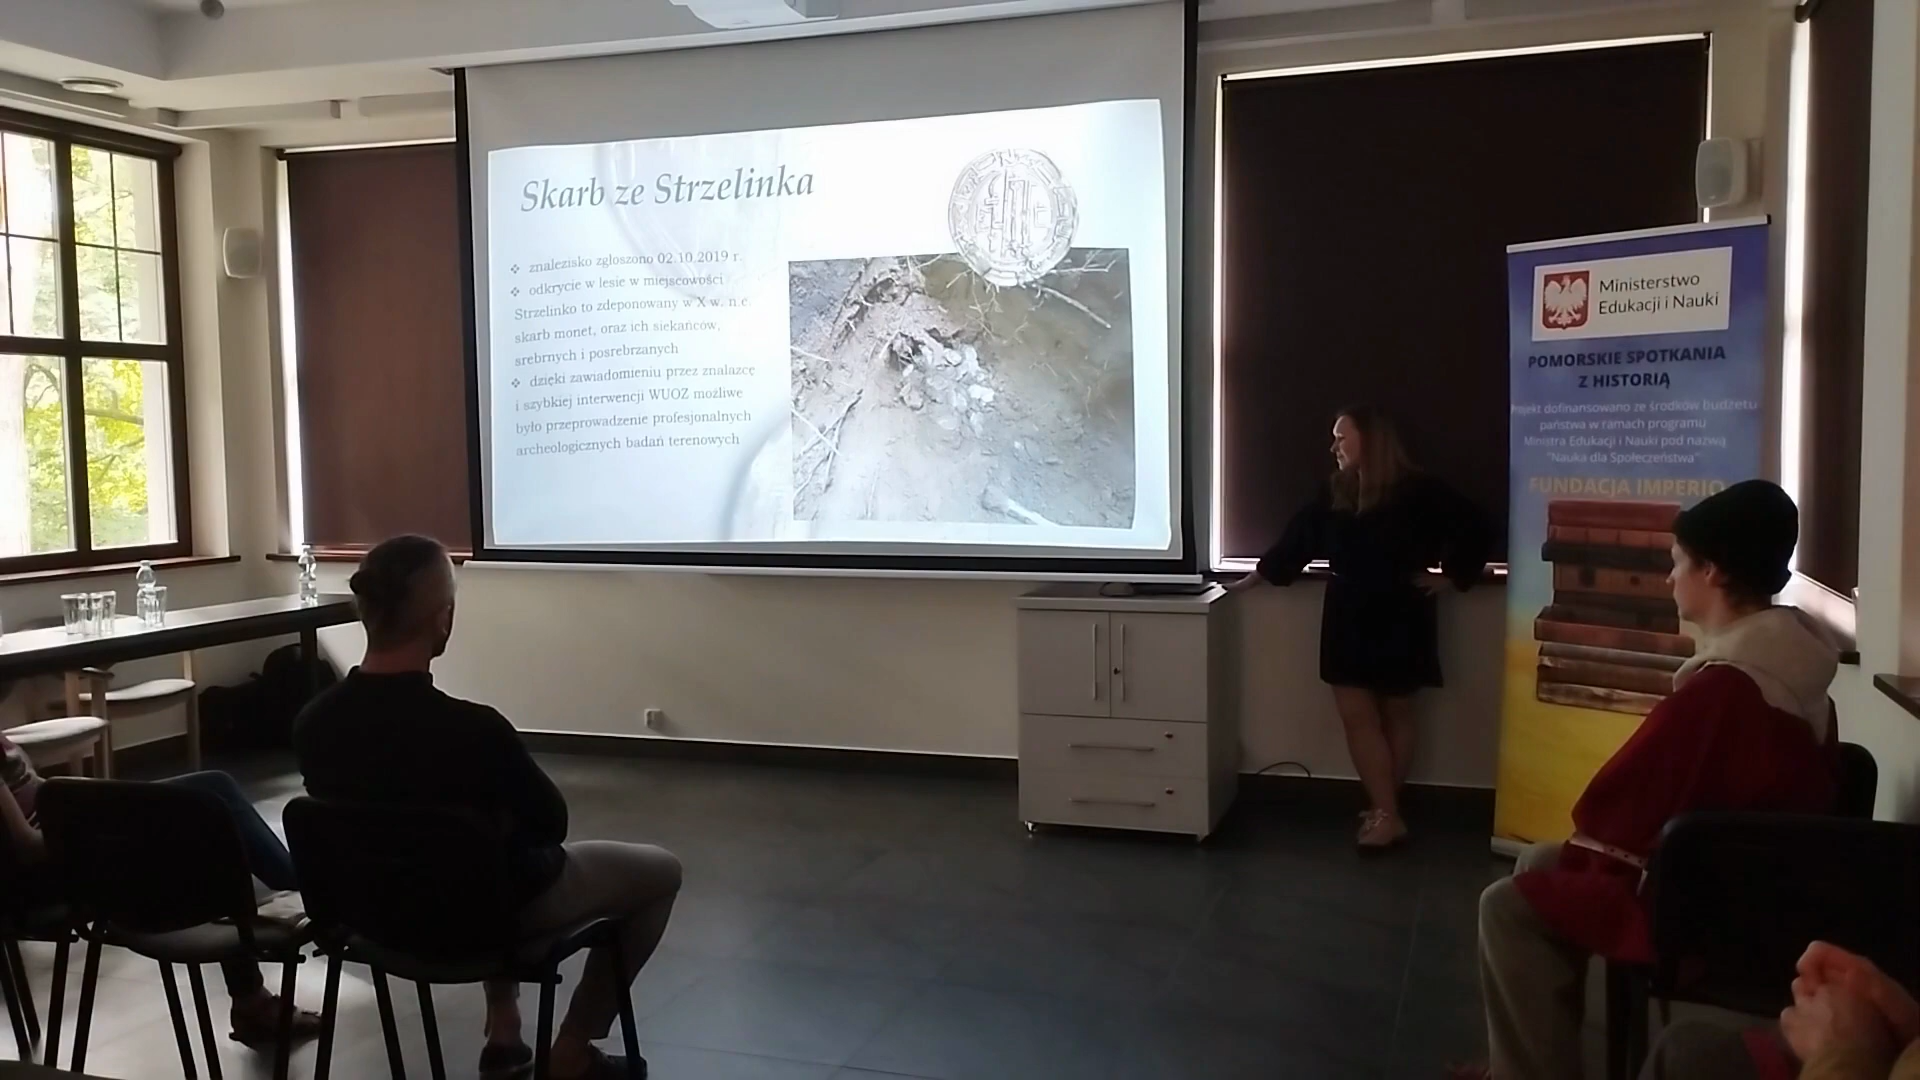 Skarb ze Strzelinka
❖ znalezisko zgłoszono 02.10.2019 r.
❖ odkrycie w lesie w miejscowości
Strzelinko to zdeponowany w X w. n.e.
skarb monet, oraz ich siekańców,
srebrnych i posrebrzanych
❖ dzięki zawiadomieniu przez znalazcę
i szybkiej interwencji WUOZ możliwe
było przeprowadzenie profesjonalnych
archeologicznych badań terenowych
Ministerstwo
Edukacji i Nauki
POMORSKIE SPOTKANIA
Z HISTORIĄ
Projekt dofinansowano ze środków budżetu
państwa w ramach programu
Ministra Edukacji i Nauki pod nazwą
"Nauka dla Społeczeństwa"
FUNDACJA IMPERIO